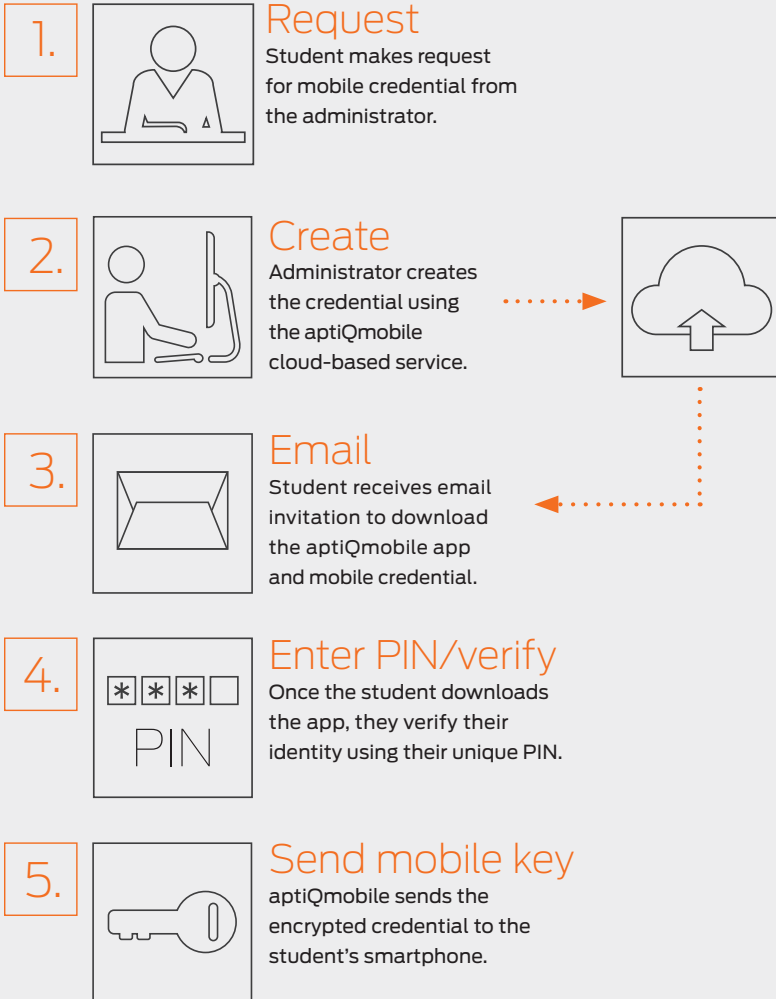 1.
Request
Student makes request
for mobile credential from
the administrator.
2.
Create
Administrator creates
the credential using
the aptiQmobile
cloud-based service.
3.
Email
Student receives email
invitation to download
the aptiQmobile app
and mobile credential.
4.
***
PIN
Enter PIN/verify
Once the student downloads
the app, they verify their
identity using their unique PIN.
5.
Send mobile key
aptiQmobile sends the
encrypted credential to the
student’s smartphone.